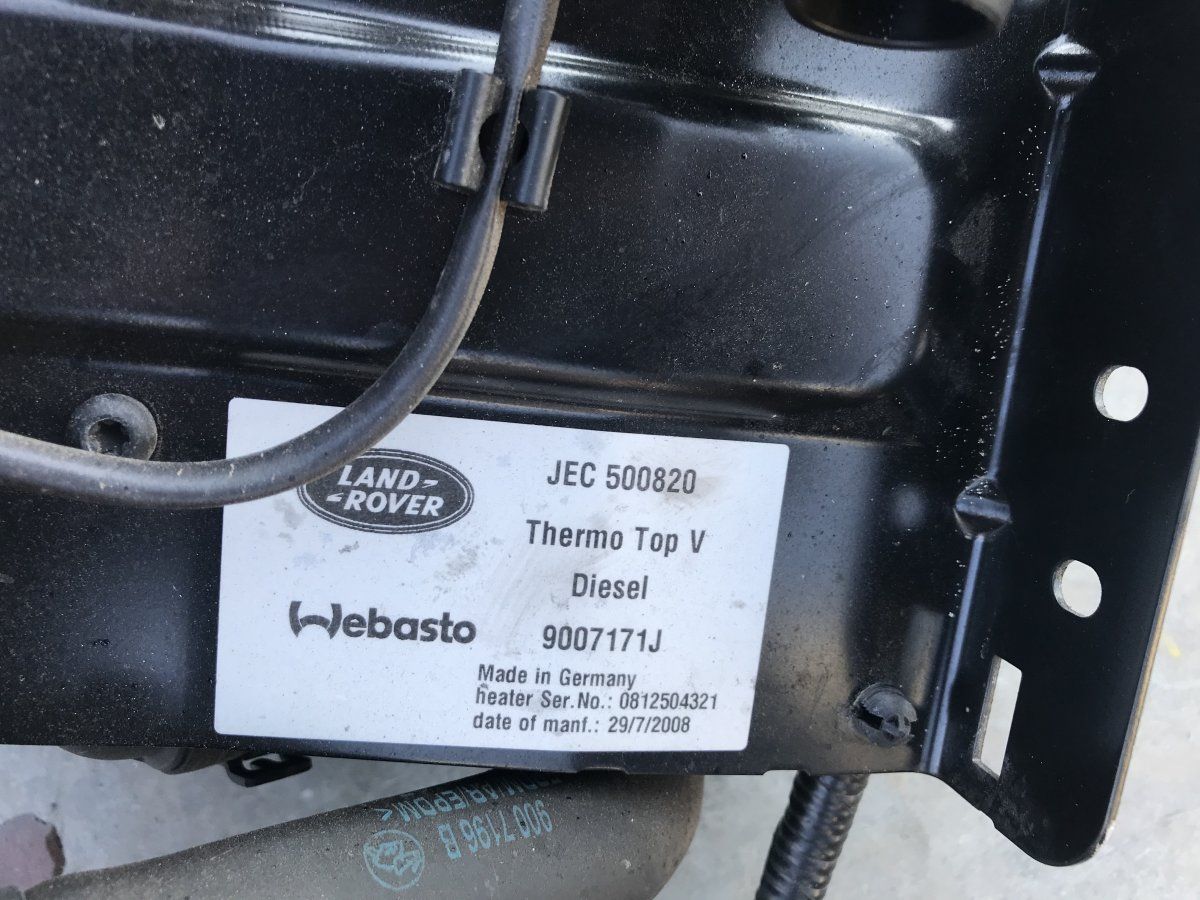 LAND-
-ROVER
JEC 500820
Thermo Top V
Diesel
Webasto
9007171J
Made in Germany
heater Ser.No.: 0812504321
date of manf.: 29/7/2008
9007196B